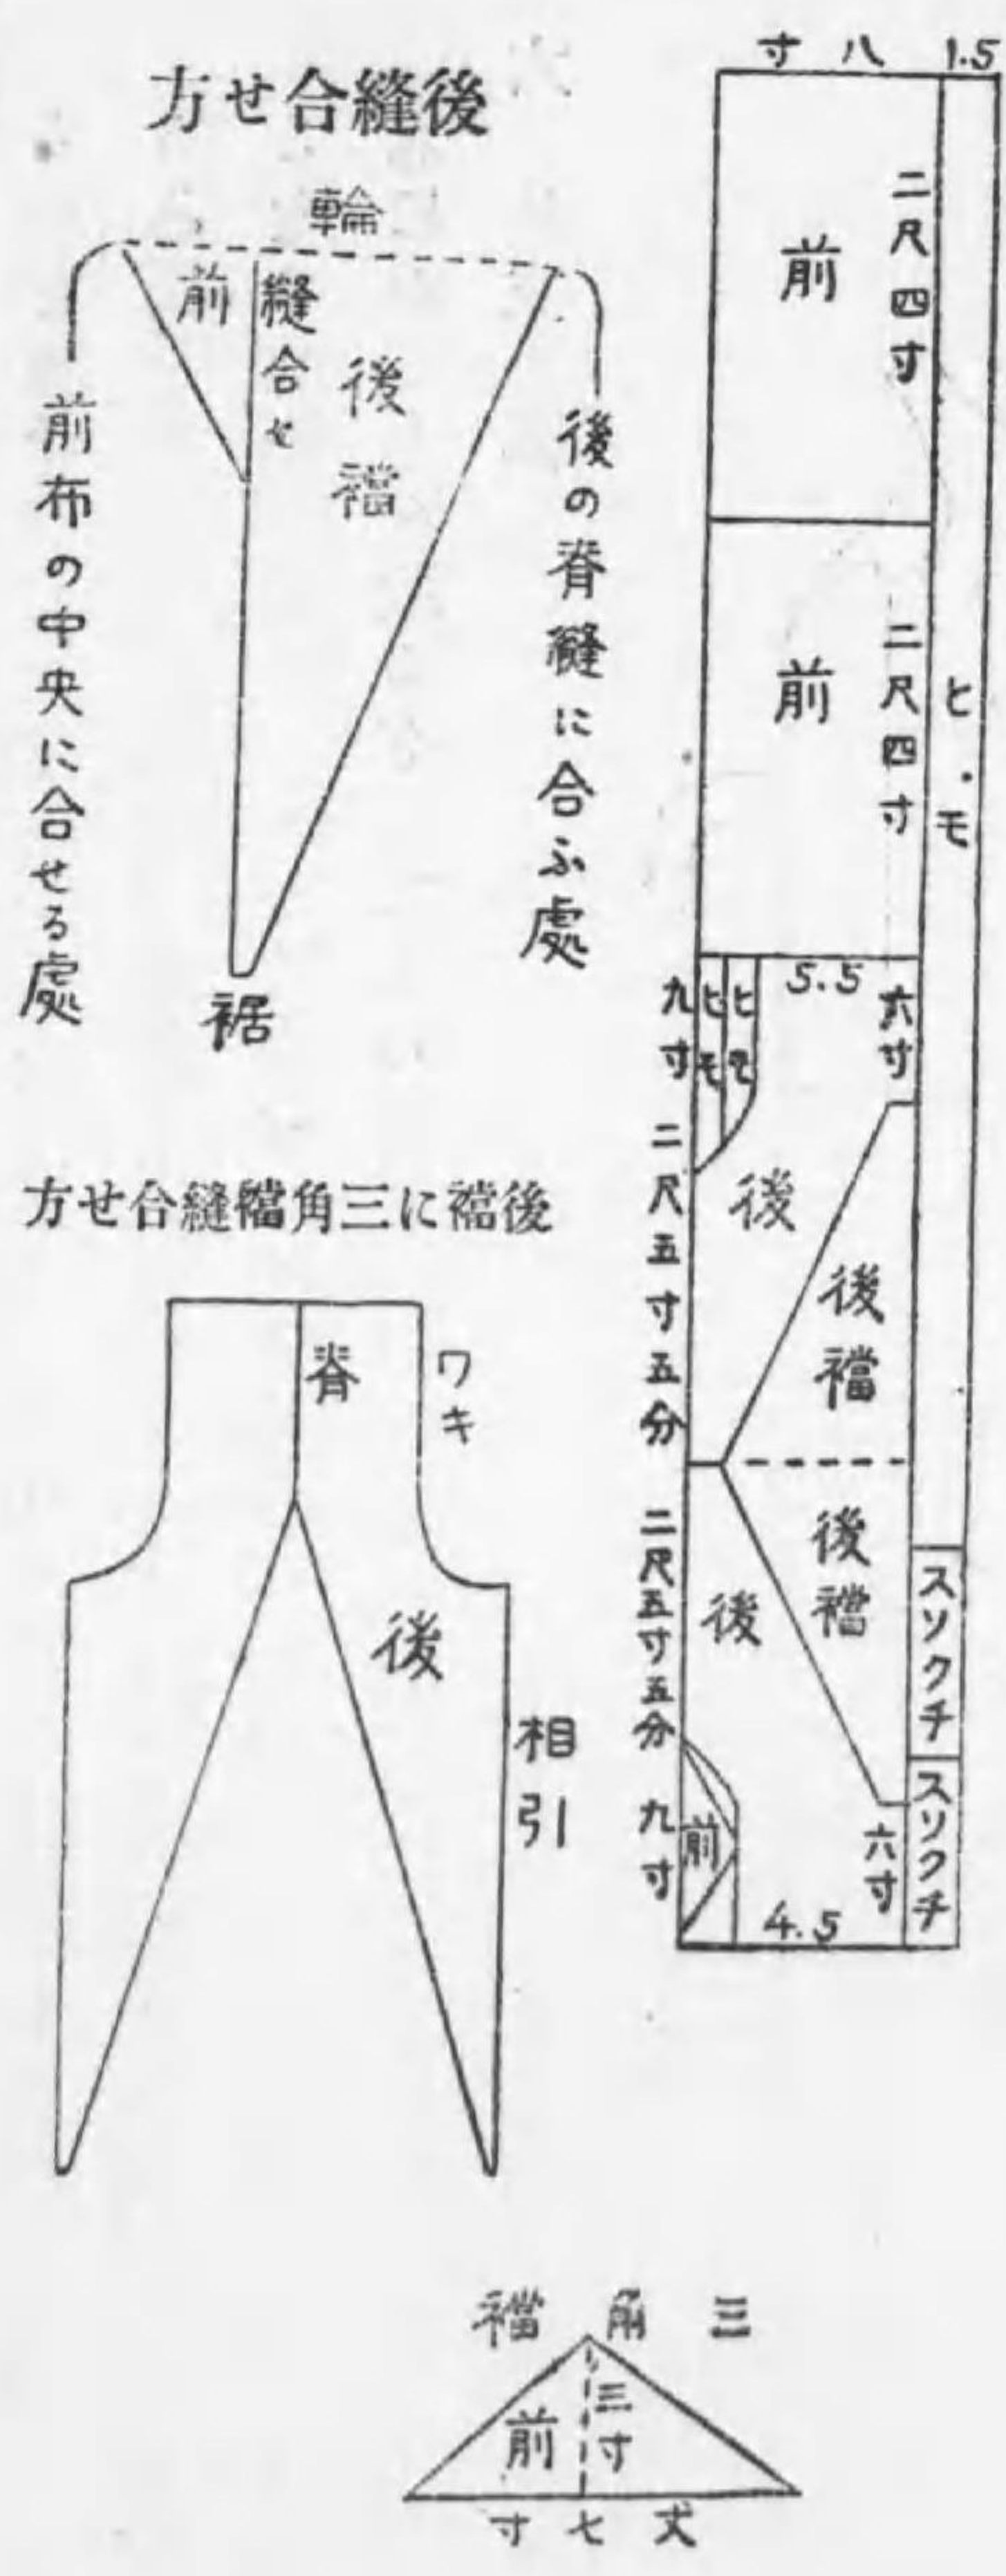 後縫合せ方
輪
前
縫合せ
後襠
後の脊縫に合ふ處
前布の中央に合せる處
裾
後襠に三角襠縫合せ方
脊
ワキ
後
相引
三角襠
前
三寸
丈七寸
1.5
八寸
前
二尺四寸
前
二尺四寸
ヒモ
5.5
六寸
ヒモ
ヒモ
九寸
二尺五寸五分
後
後襠
後襠
後
二尺五寸五分
九寸
前
六寸
4.5
スソクチ
スソクチ